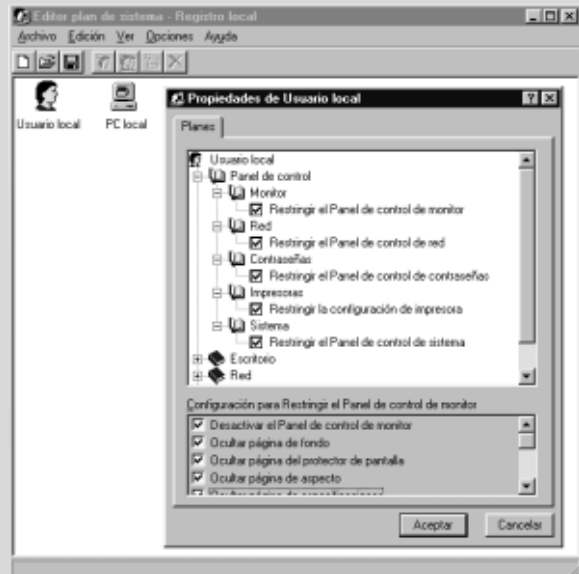 Editor plan de sistema - Registro local
Archivo Edición Ver Opciones Ayuda
Usuario local PC local
Propiedades de Usuario local
Planes
Usuario local
Panel de control
Monitor
Restringir el Panel de control de monitor
Red
Restringir el Panel de control de red
Contraseñas
Restringir el Panel de control de contraseñas
Impresoras
Restringir la configuración de impresora
Sistema
Restringir el Panel de control de sistema
Escritorio
Red
Configuración para Restringir el Panel de control de monitor
Desactivar el Panel de control de monitor
Ocultar página de fondo
Ocultar página del protector de pantalla
Ocultar página de aspecto
Ocultar página de especificaciones
Aceptar Cancelar